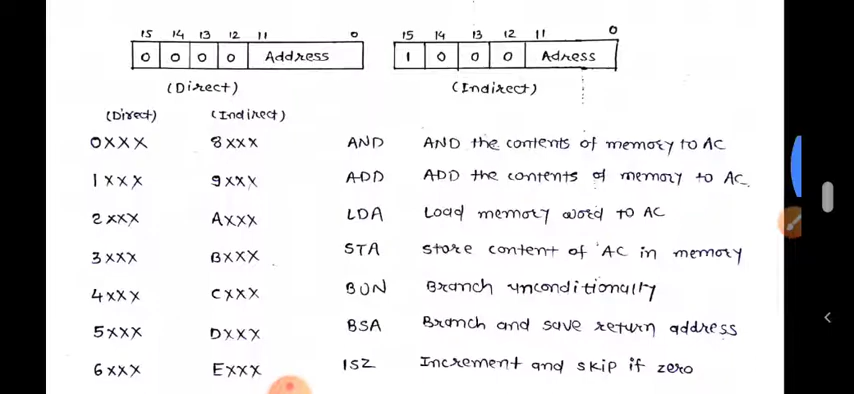 15 14 13 12 11 0 15 14 13 12 11 0
0 0 0 0 Address 1 0 0 0 Adress
(Direct) (Indirect)
(Direct) (Indirect)
0XXX 8XXX AND AND the contents of memory to AC
1XXX 9XXX ADD ADD the contents of memory to AC.
2XXX AXXX LDA Load memory word to AC
3XXX BXXX STA Store content of AC in memory
4XXX CXXX BUN Branch unconditionally
5XXX DXXX BSA Branch and save return address
6XXX EXXX ISZ Increment and skip if zero